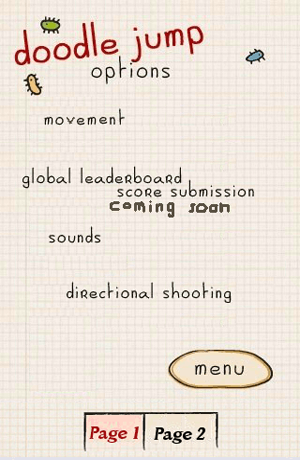 doodle jump
options
movement
global leaderboard
score submission
coming soon
sounds
directional shooting
menu
Page 1 Page 2